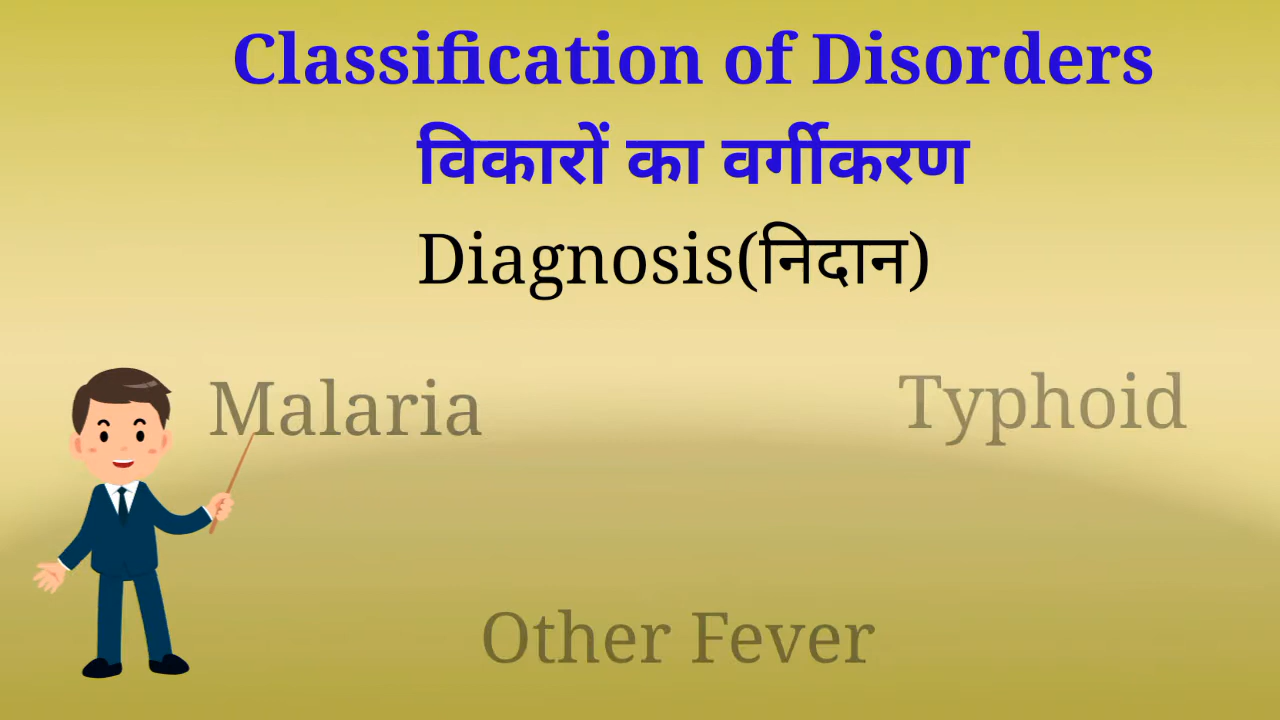 Classification of Disorders
विकारों का वर्गीकरण
Diagnosis(निदान)
Malaria
Typhoid
Other Fever